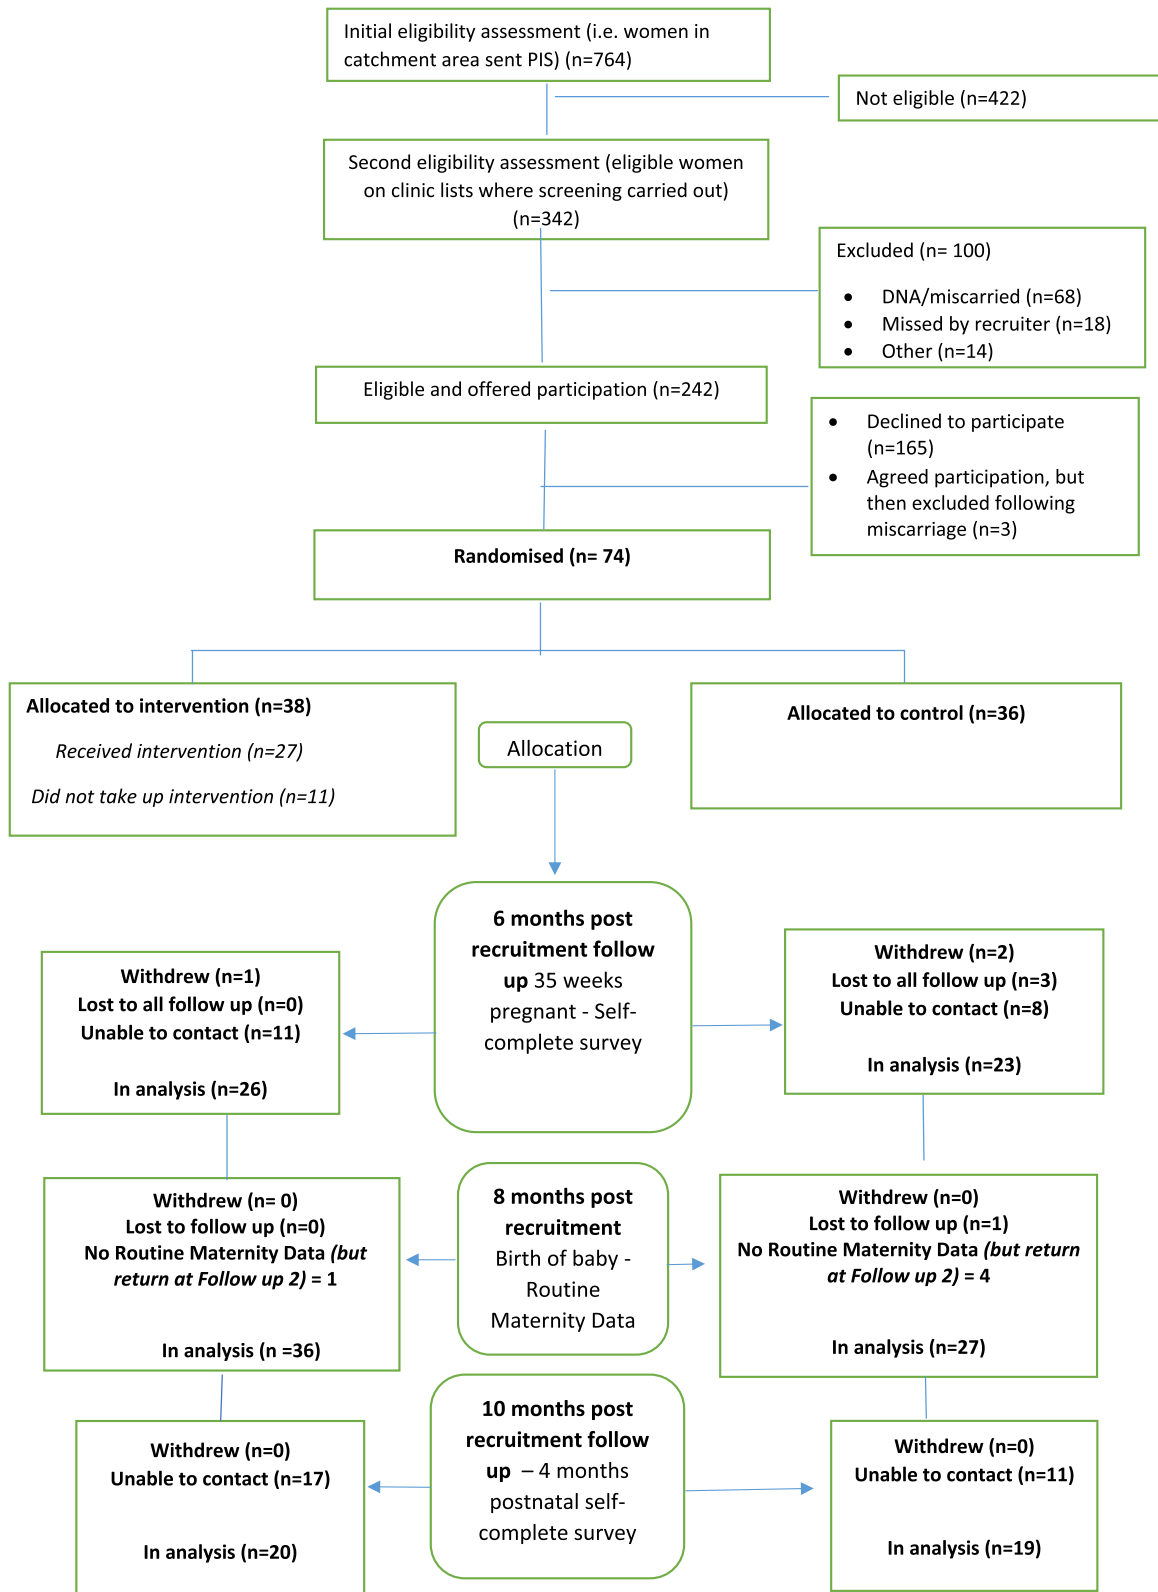 Initial eligibility assessment (i.e. women in
catchment area sent PIS) (n=764)
Not eligible (n=422)
Second eligibility assessment (eligible women
on clinic lists where screening carried out)
(n=342)
Excluded (n= 100)
• DNA/miscarried (n=68)
• Missed by recruiter (n=18)
• Other (n=14)
Eligible and offered participation (n=242)
• Declined to participate
(n=165)
• Agreed participation, but
then excluded following
miscarriage (n=3)
Randomised (n= 74)
Allocated to intervention (n=38)
Received intervention (n=27)
Did not take up intervention (n=11)
Allocation
Allocated to control (n=36)
6 months post
recruitment follow
up 35 weeks
pregnant - Self-
complete survey
Withdrew (n=1)
Lost to all follow up (n=0)
Unable to contact (n=11)
In analysis (n=26)
Withdrew (n=2)
Lost to all follow up (n=3)
Unable to contact (n=8)
In analysis (n=23)
8 months post
recruitment
Birth of baby -
Routine
Maternity Data
Withdrew (n= 0)
Lost to follow up (n=0)
No Routine Maternity Data (but
return at Follow up 2) = 1
In analysis (n =36)
Withdrew (n=0)
Lost to follow up (n=1)
No Routine Maternity Data (but return
at Follow up 2) = 4
In analysis (n=27)
10 months post
recruitment follow
up – 4 months
postnatal self-
complete survey
Withdrew (n=0)
Unable to contact (n=17)
In analysis (n=20)
Withdrew (n=0)
Unable to contact (n=11)
In analysis (n=19)